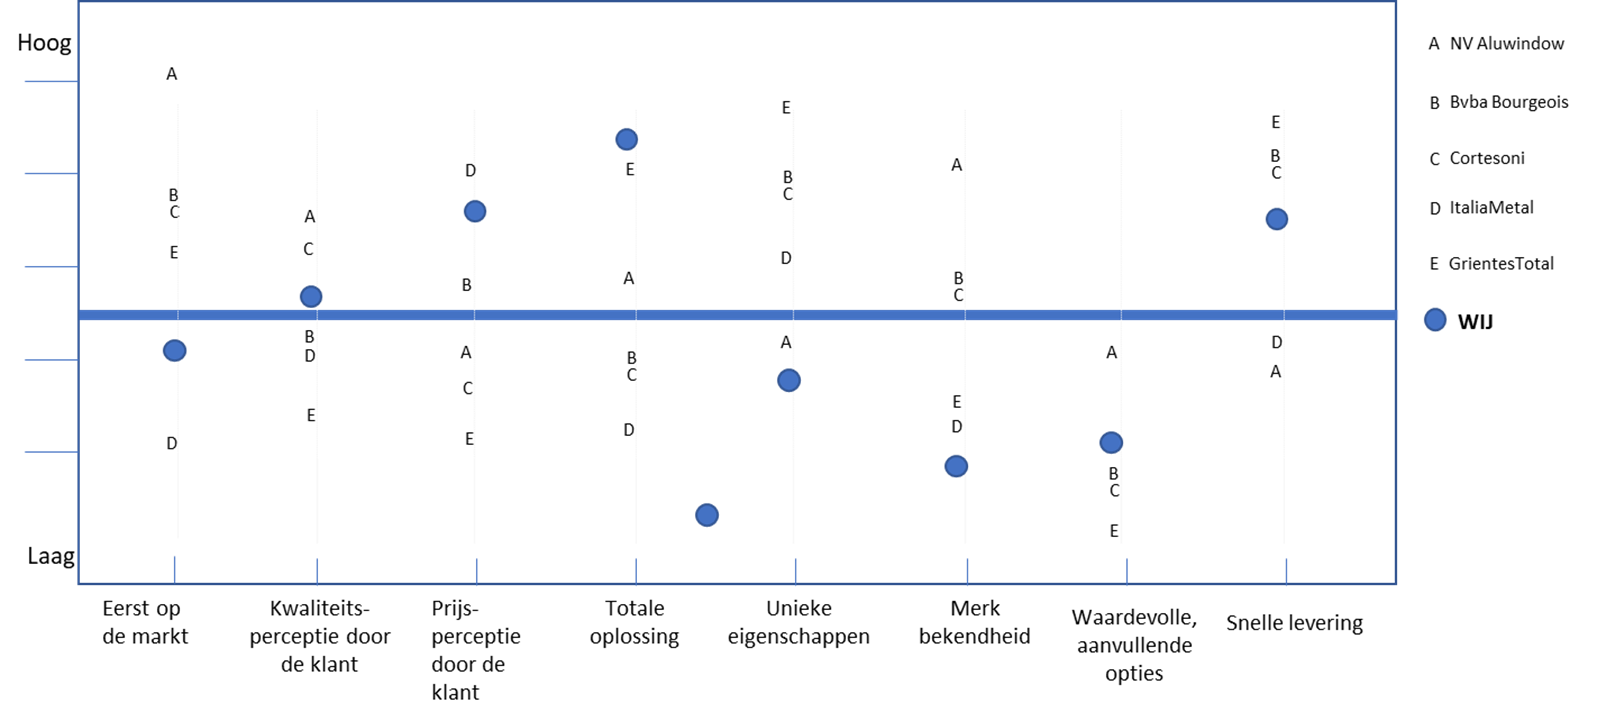 Hoog
A
B
C
E
D
A
C
B
D
E
D
B
A
C
E
E
A
B
C
D
E
B
C
D
A
A
B
C
E
D
A
B
C
E
E
B
C
D
A
Laag
Eerst op
de markt
Kwaliteits-
perceptie door
de klant
Prijs-
perceptie
door de
klant
Totale
oplossing
Unieke
eigenschappen
Merk
bekendheid
Waardevolle,
aanvullende
opties
Snelle levering
A NV Aluwindow
B Bvba Bourgeois
C Cortesoni
D ItaliaMetal
E GrientesTotal
WIJ